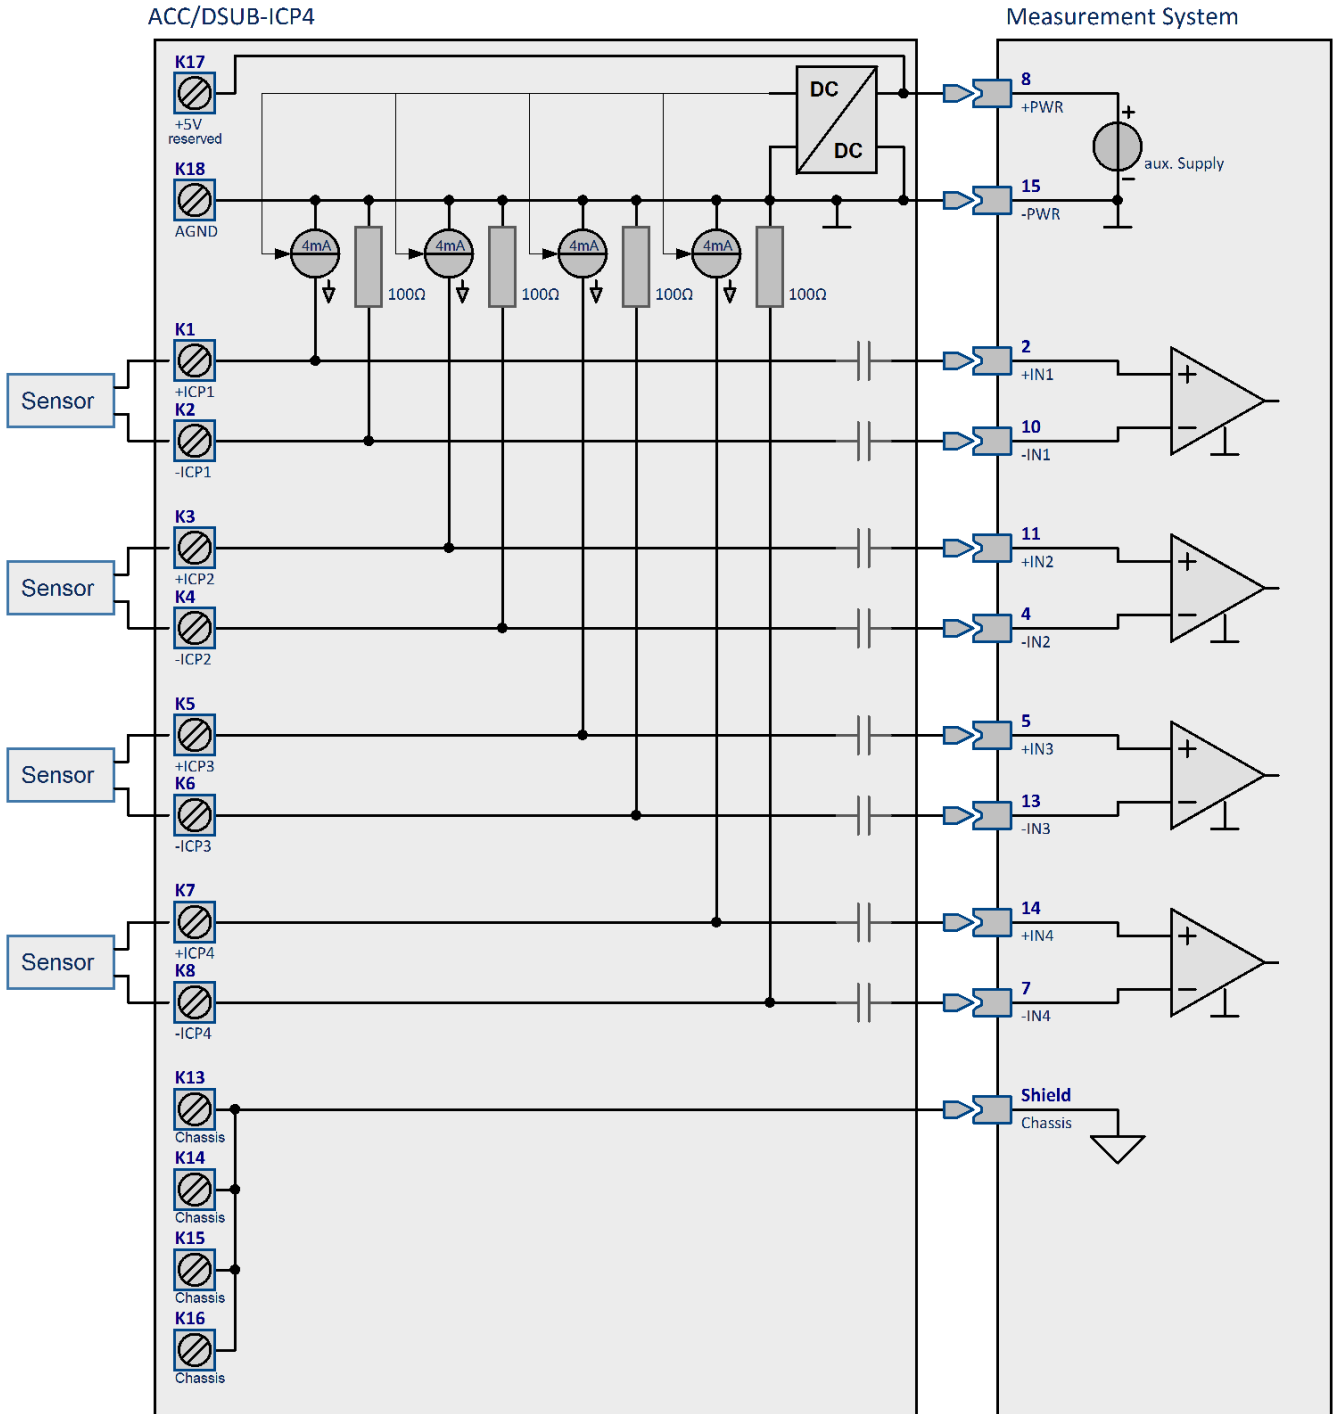 ACC/DSUB-ICP4
Measurement System
K17
+5V
reserved
DC
DC
8
+PWR
+
aux. Supply
−
K18
AGND
15
-PWR
4mA
4mA
4mA
4mA
100Ω
100Ω
100Ω
100Ω
Sensor
K1
+ICP1
K2
-ICP1
2
+IN1
10
-IN1
+
−
Sensor
K3
+ICP2
K4
-ICP2
11
+IN2
4
-IN2
+
−
Sensor
K5
+ICP3
K6
-ICP3
5
+IN3
13
-IN3
+
−
Sensor
K7
+ICP4
K8
-ICP4
14
+IN4
7
-IN4
+
−
K13
Chassis
Shield
Chassis
K14
Chassis
K15
Chassis
K16
Chassis